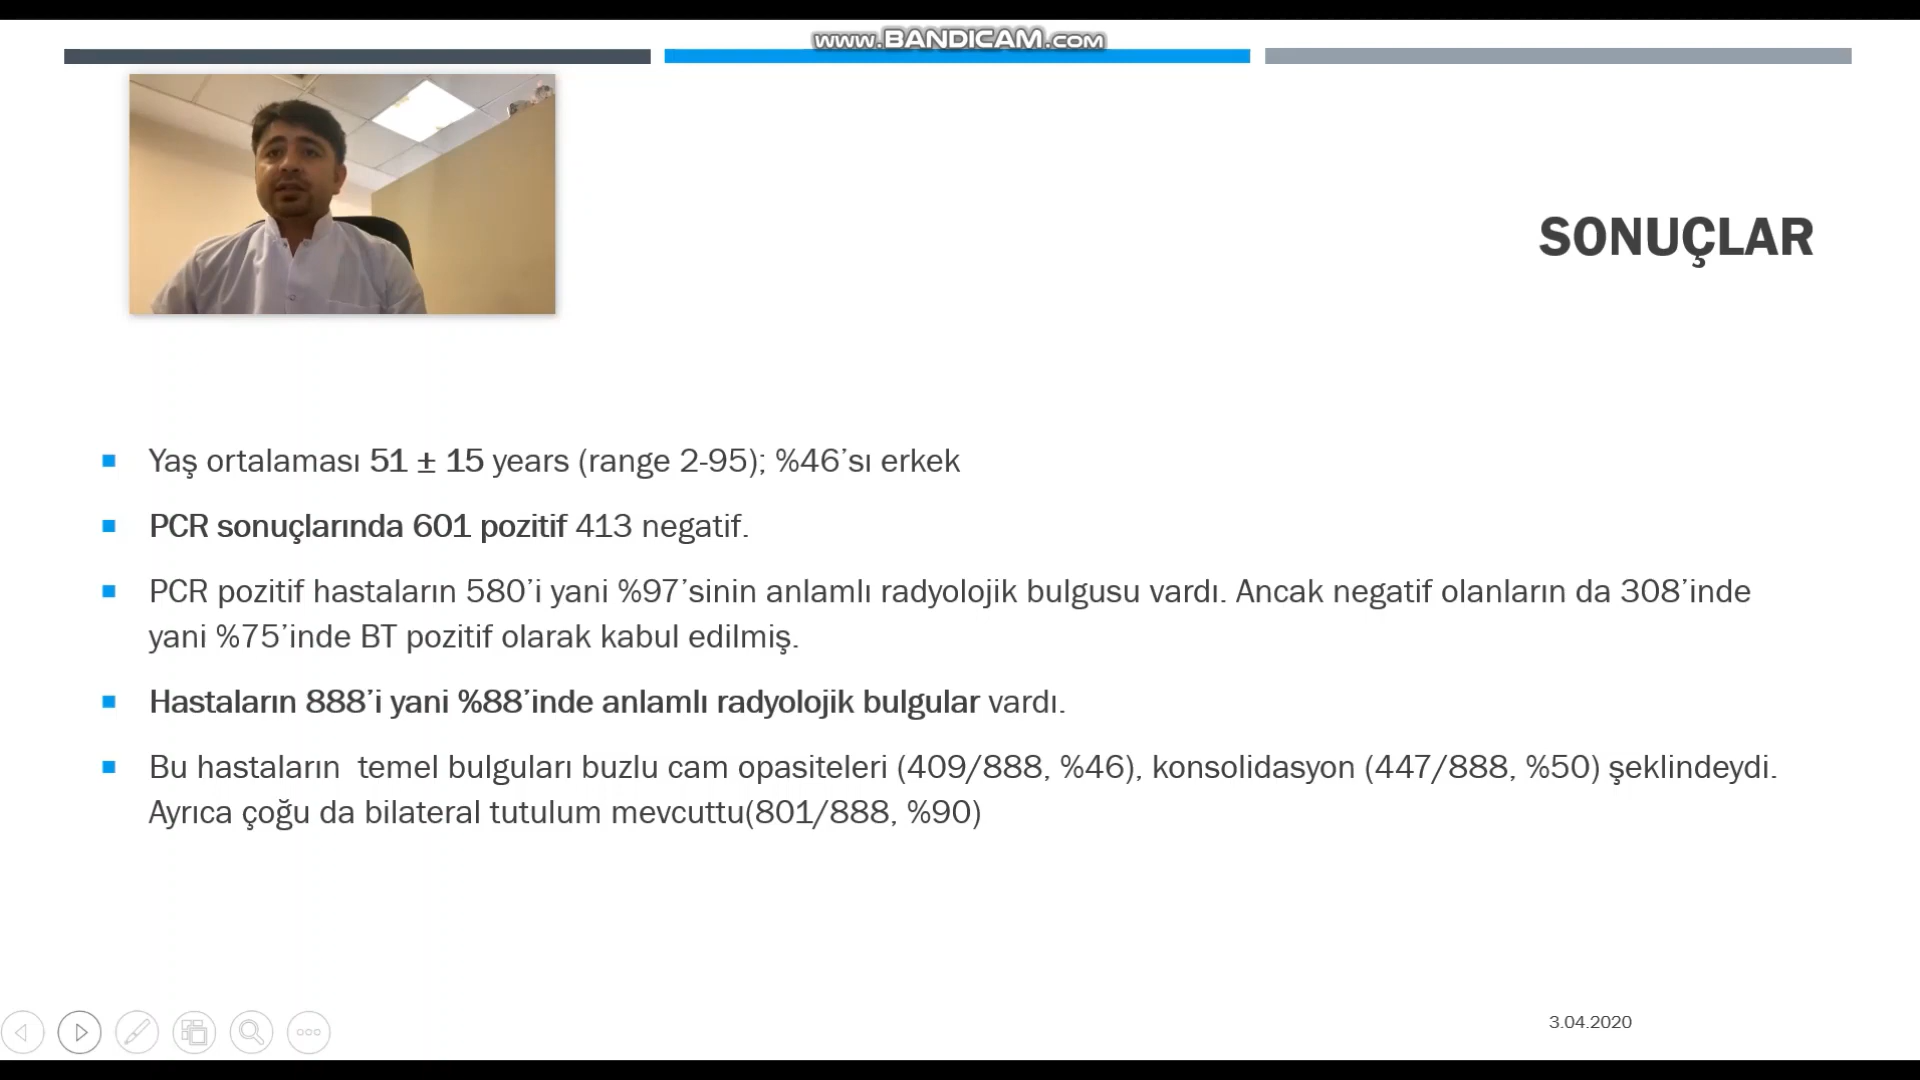 www.BANDICAM.com
SONUÇLAR
Yaş ortalaması 51 ± 15 years (range 2-95); %46’sı erkek
PCR sonuçlarında 601 pozitif 413 negatif.
PCR pozitif hastaların 580’i yani %97’sinin anlamlı radyolojik bulgusu vardı. Ancak negatif olanların da 308’inde
yani %75’inde BT pozitif olarak kabul edilmiş.
Hastaların 888’i yani %88’inde anlamlı radyolojik bulgular vardı.
Bu hastaların  temel bulguları buzlu cam opasiteleri (409/888, %46), konsolidasyon (447/888, %50) şeklindeydi.
Ayrıca çoğu da bilateral tutulum mevcuttu(801/888, %90)
3.04.2020